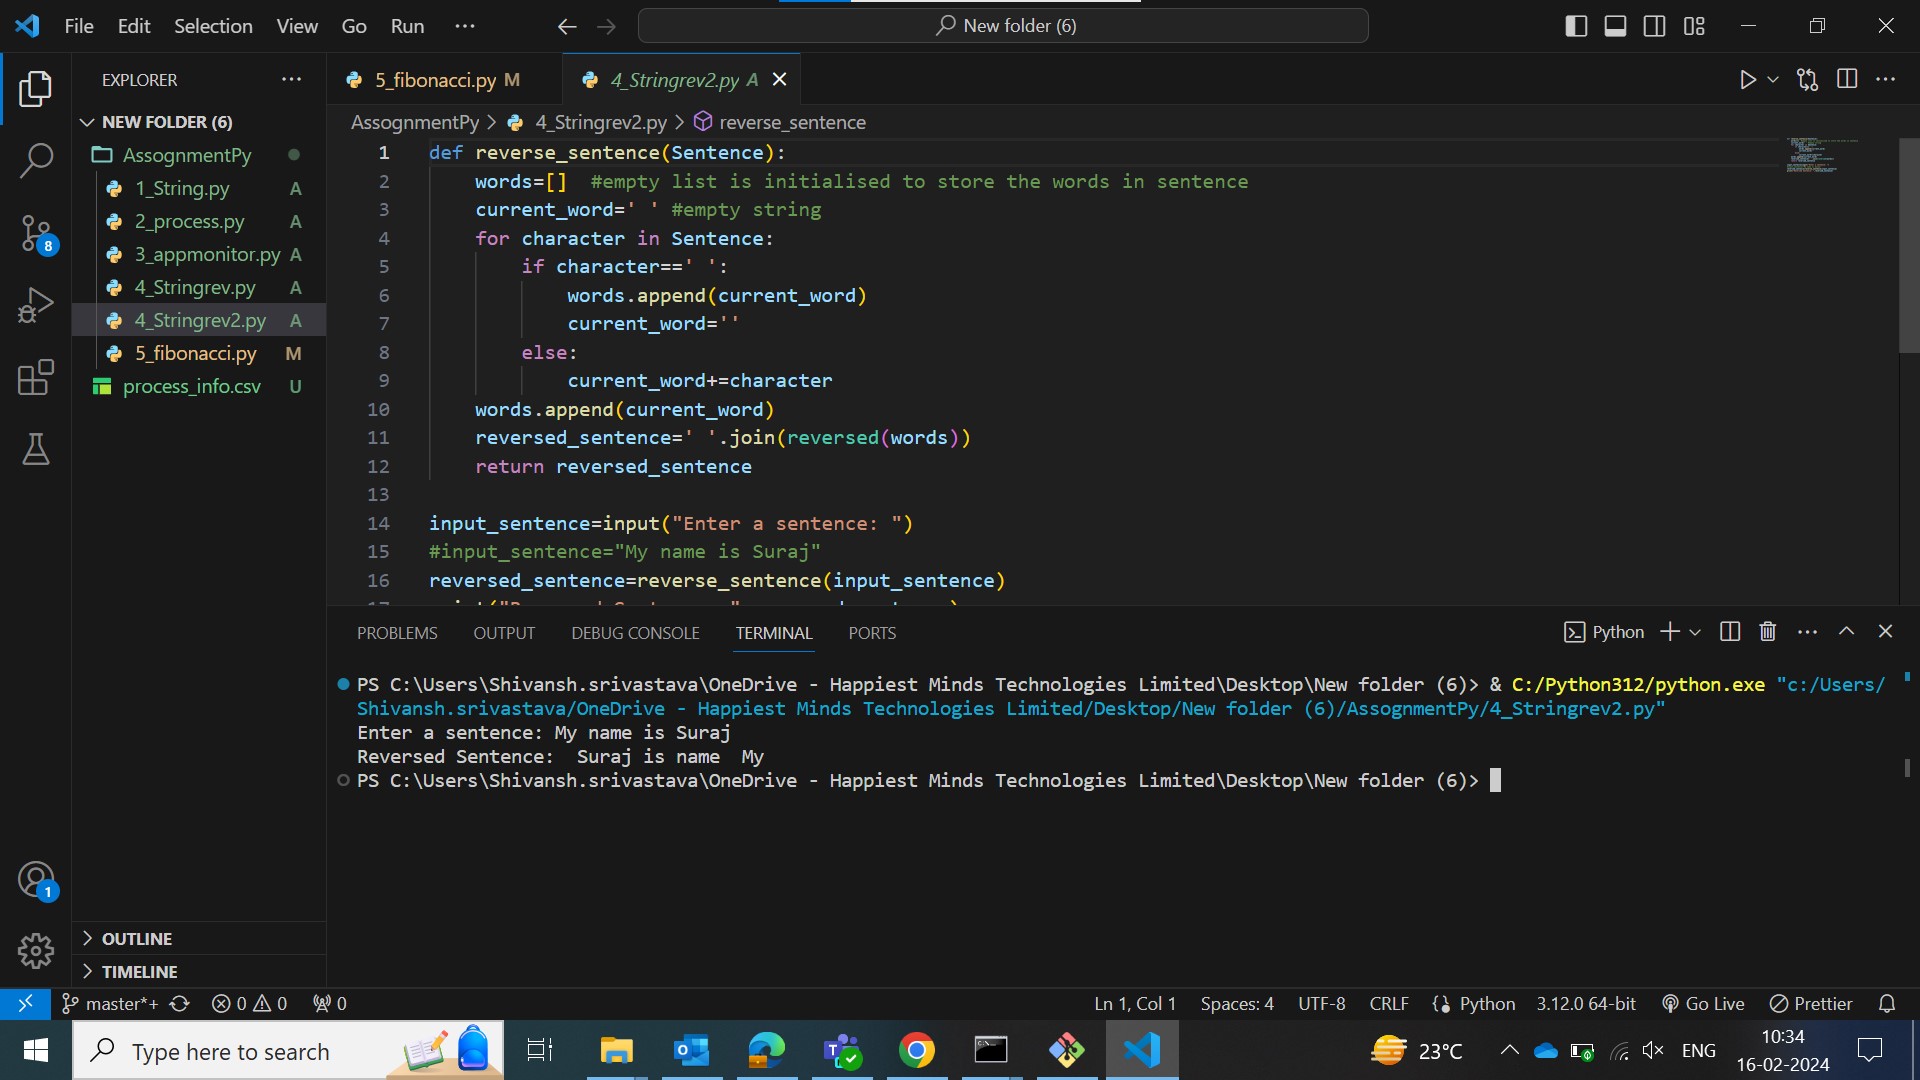 File Edit Selection View Go Run ···
New folder (6)
EXPLORER
NEW FOLDER (6)
AssognmentPy
1_String.py A
2_process.py A
3_appmonitor.py A
4_Stringrev.py A
4_Stringrev2.py A
5_fibonacci.py M
process_info.csv U
OUTLINE
TIMELINE
5_fibonacci.py M
4_Stringrev2.py A
AssognmentPy > 4_Stringrev2.py > reverse_sentence
1 def reverse_sentence(Sentence):
2 words=[] #empty list is initialised to store the words in sentence
3 current_word=' ' #empty string
4 for character in Sentence:
5 if character==' ':
6 words.append(current_word)
7 current_word=''
8 else:
9 current_word+=character
10 words.append(current_word)
11 reversed_sentence=' '.join(reversed(words))
12 return reversed_sentence
13
14 input_sentence=input("Enter a sentence: ")
15 #input_sentence="My name is Suraj"
16 reversed_sentence=reverse_sentence(input_sentence)
PROBLEMS OUTPUT DEBUG CONSOLE TERMINAL PORTS
Python
PS C:\Users\Shivansh.srivastava\OneDrive - Happiest Minds Technologies Limited\Desktop\New folder (6)> & C:/Python312/python.exe "c:/Users/
Shivansh.srivastava/OneDrive - Happiest Minds Technologies Limited/Desktop/New folder (6)/AssognmentPy/4_Stringrev2.py"
Enter a sentence: My name is Suraj
Reversed Sentence:  Suraj is name  My
PS C:\Users\Shivansh.srivastava\OneDrive - Happiest Minds Technologies Limited\Desktop\New folder (6)>
8
1
master*+ 0 0 0
Ln 1, Col 1 Spaces: 4 UTF-8 CRLF Python 3.12.0 64-bit Go Live Prettier
Type here to search
23°C
ENG
10:34
16-02-2024